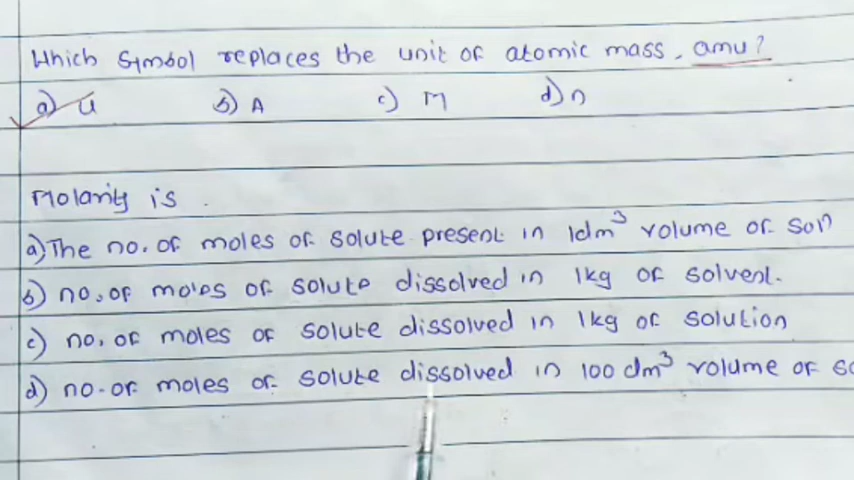 Which symbol replaces the unit of atomic mass, amu?
a) u b) A c) M d) n
Molarity is
a) The no. of moles of solute present in 1dm³ volume of soln
b) no. of moles of solute dissolved in 1kg of solvent.
c) no. of moles of solute dissolved in 1kg of solution
d) no. of moles of solute dissolved in 100 dm³ volume of